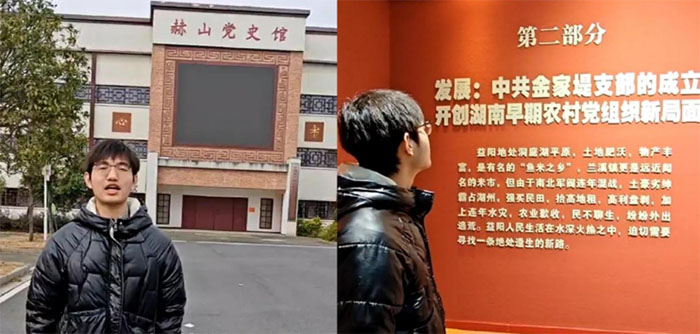 赫山党史馆
心
第二部分
发展：中共金家堤支部的成立
开创湖南早期农村党组织新局面
益阳地处洞庭湖平原，土地肥沃，物产丰
富，是有名的“鱼米之乡”，兰溪镇更是远近闻
名的米市，但由于南北军阀连年混战，土豪劣绅
霸占湖州，强买民田，抬高地租，高利盘剥，加
上连年水灾，农业歉收，民不聊生，纷纷外出
逃荒。益阳人民生活在水深火热之中，迫切需要
寻找一条绝处逢生的新路。